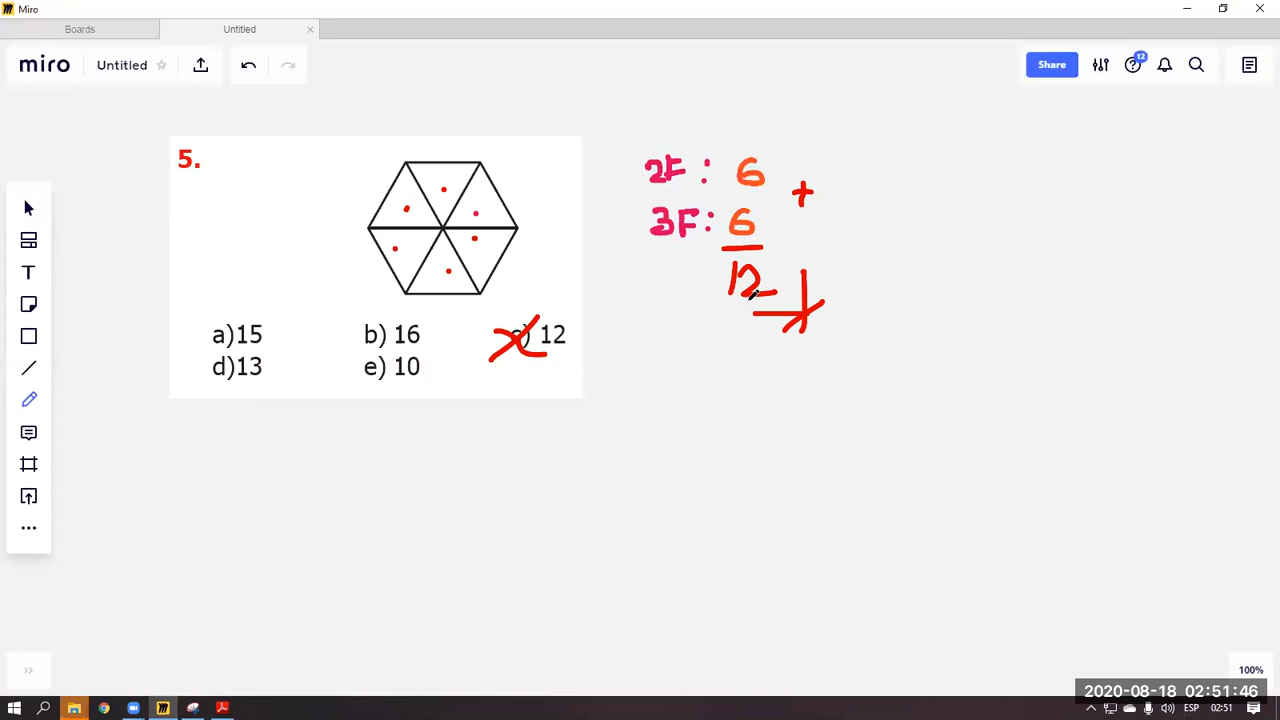 Miro
Boards
Untitled
miro
Untitled
Share
12
5.
a)15
b) 16
c) 12
d)13
e) 10
2F : 6
+
3F: 6
12
100%
2020-08-18 02:51:46
ESP
02:51